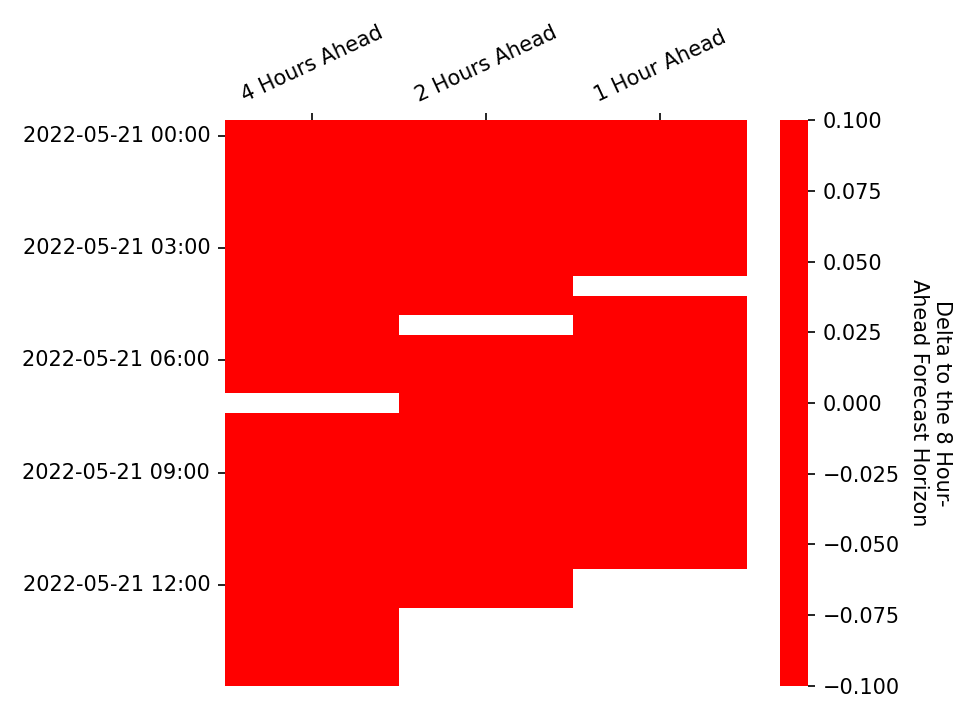 4 Hours Ahead
2 Hours Ahead
1 Hour Ahead
2022-05-21 00:00
2022-05-21 03:00
2022-05-21 06:00
2022-05-21 09:00
2022-05-21 12:00
0.100
0.075
0.050
0.025
0.000
−0.025
−0.050
−0.075
−0.100
Delta to the 8 Hour-
Ahead Forecast Horizon